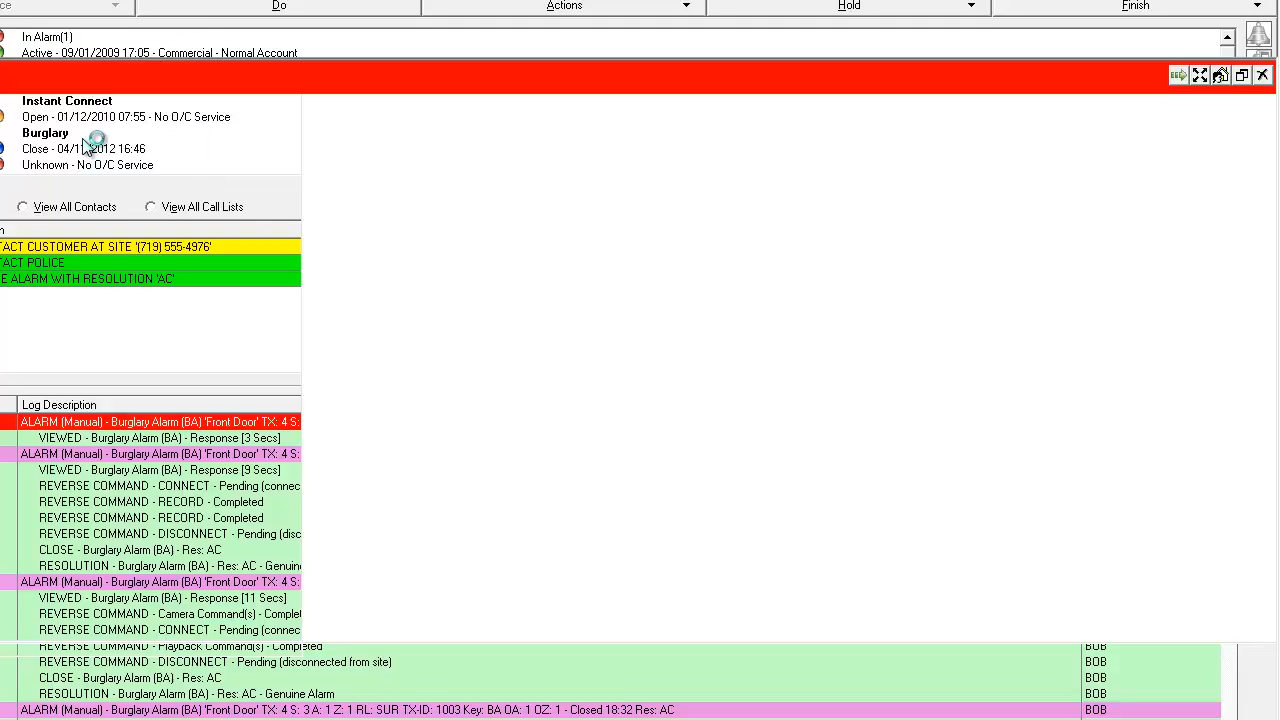 ce Do Actions Hold Finish
In Alarm(1)
Active - 09/01/2009 17:05 - Commercial - Normal Account
Instant Connect
Open - 01/12/2010 07:55 - No O/C Service
Burglary
Close - 04/1 2012 16:46
Unknown - No O/C Service
View All Contacts View All Call Lists
n
TACT CUSTOMER AT SITE '(719) 555-4976'
TACT POLICE
E ALARM WITH RESOLUTION 'AC'
Log Description
ALARM (Manual) - Burglary Alarm (BA) 'Front Door' TX: 4 S:
VIEWED - Burglary Alarm (BA) - Response [3 Secs]
ALARM (Manual) - Burglary Alarm (BA) 'Front Door' TX: 4 S:
VIEWED - Burglary Alarm (BA) - Response [9 Secs]
REVERSE COMMAND - CONNECT - Pending (connec
REVERSE COMMAND - RECORD - Completed
REVERSE COMMAND - RECORD - Completed
REVERSE COMMAND - DISCONNECT - Pending (disc
CLOSE - Burglary Alarm (BA) - Res: AC
RESOLUTION - Burglary Alarm (BA) - Res: AC - Genuin
ALARM (Manual) - Burglary Alarm (BA) 'Front Door' TX: 4 S:
VIEWED - Burglary Alarm (BA) - Response [11 Secs]
REVERSE COMMAND - Camera Command(s) - Complet
REVERSE COMMAND - CONNECT - Pending (connec
REVERSE COMMAND - Playback Command(s) - Completed BOB
REVERSE COMMAND - DISCONNECT - Pending (disconnected from site) BOB
CLOSE - Burglary Alarm (BA) - Res: AC BOB
RESOLUTION - Burglary Alarm (BA) - Res: AC - Genuine Alarm BOB
ALARM (Manual) - Burglary Alarm (BA) 'Front Door' TX: 4 S: 3 A: 1 Z: 1 RL: SUR TX-ID: 1003 Key: BA OA: 1 OZ: 1 - Closed 18:32 Res: AC BOB